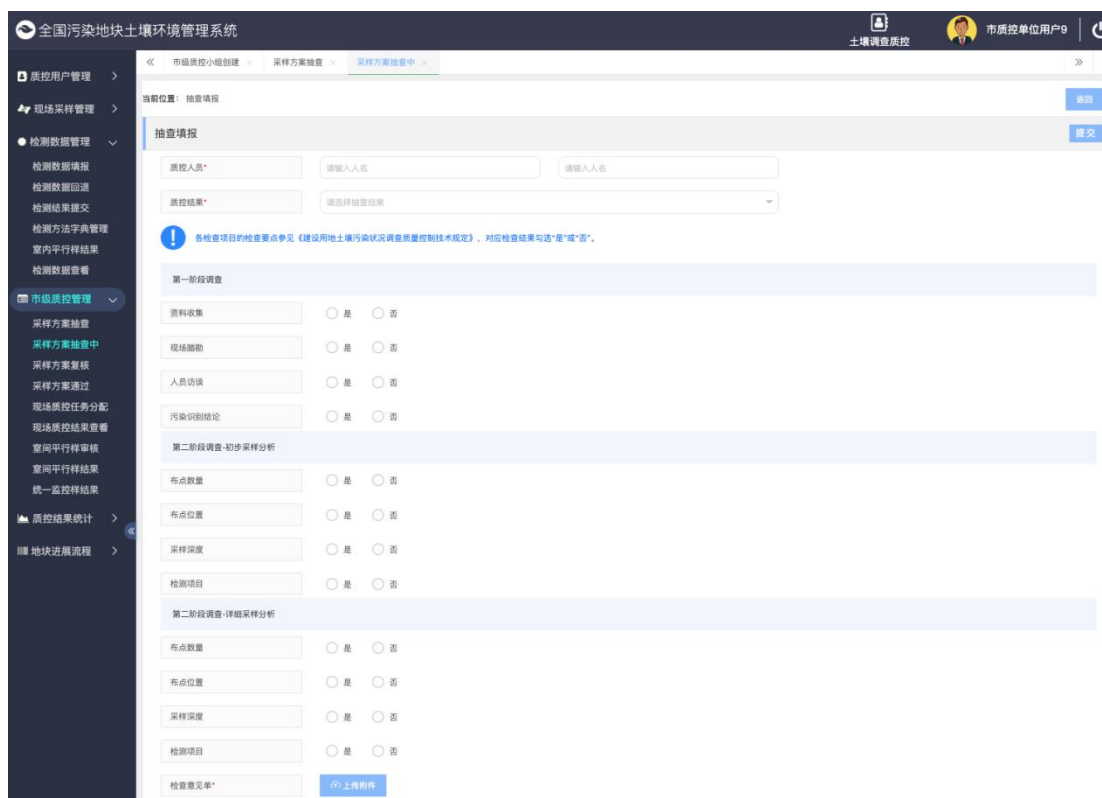 全国污染地块土壤环境管理系统
土壤调查质控
市质控单位用户9
市级质控小组创建 × 采样方案抽查 × 采样方案抽查中 ×
质控用户管理
现场采样管理
检测数据管理
检测数据填报
检测数据回退
检测结果提交
检测方法字典管理
室内平行样结果
检测数据查看
市级质控管理
采样方案抽查
采样方案抽查中
采样方案复核
采样方案通过
现场质控任务分配
现场质控结果查看
室间平行样审核
室间平行样结果
统一监控样结果
质控结果统计
地块进展流程
当前位置: 抽查填报
返回
抽查填报
提交
质控人员* 请输入人名 请输入人名
质控结果* 请选择抽查结果
各检查项目的检查要点参见《建设用地土壤污染状况调查质量控制技术规定》, 对应检查结果勾选“是”或“否”。
第一阶段调查
资料收集 是 否
现场踏勘 是 否
人员访谈 是 否
污染识别结论 是 否
第二阶段调查-初步采样分析
布点数量 是 否
布点位置 是 否
采样深度 是 否
检测项目 是 否
第二阶段调查-详细采样分析
布点数量 是 否
布点位置 是 否
采样深度 是 否
检测项目 是 否
检查意见单* 上传附件